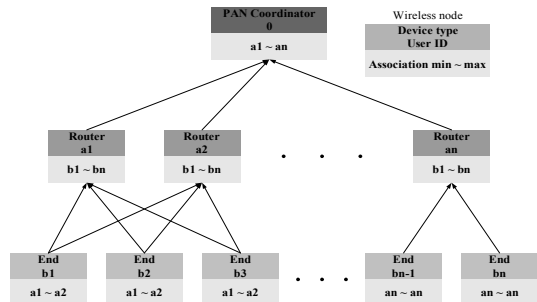 PAN Coordinator
0
a1 ~ an
Wireless node
Device type
User ID
Association min ~ max
Router
a1
b1 ~ bn
Router
a2
b1 ~ bn
. . .
Router
an
b1 ~ bn
End
b1
a1 ~ a2
End
b2
a1 ~ a2
End
b3
a1 ~ a2
. . .
End
bn-1
an ~ an
End
bn
an ~ an